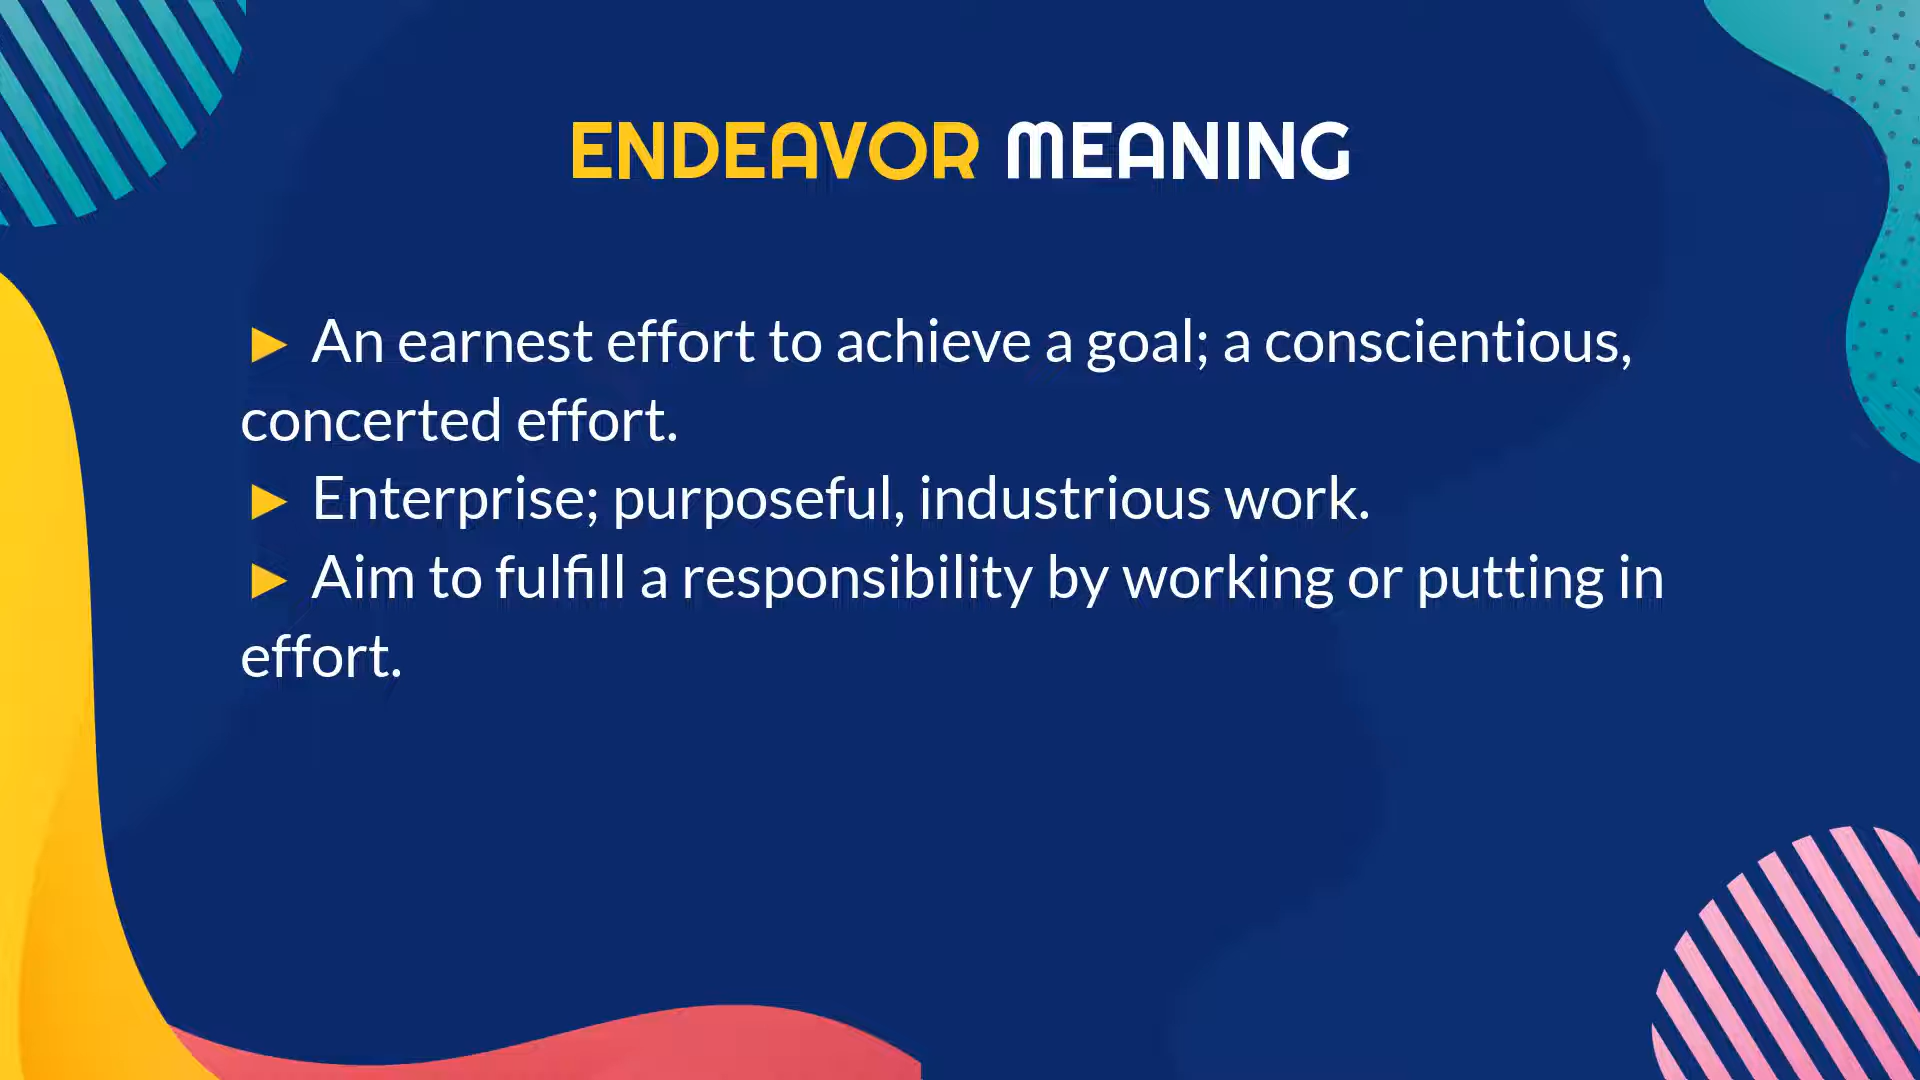 ENDEAVOR MEANING
► An earnest effort to achieve a goal; a conscientious,
concerted effort.
► Enterprise; purposeful, industrious work.
► Aim to fulfill a responsibility by working or putting in
effort.